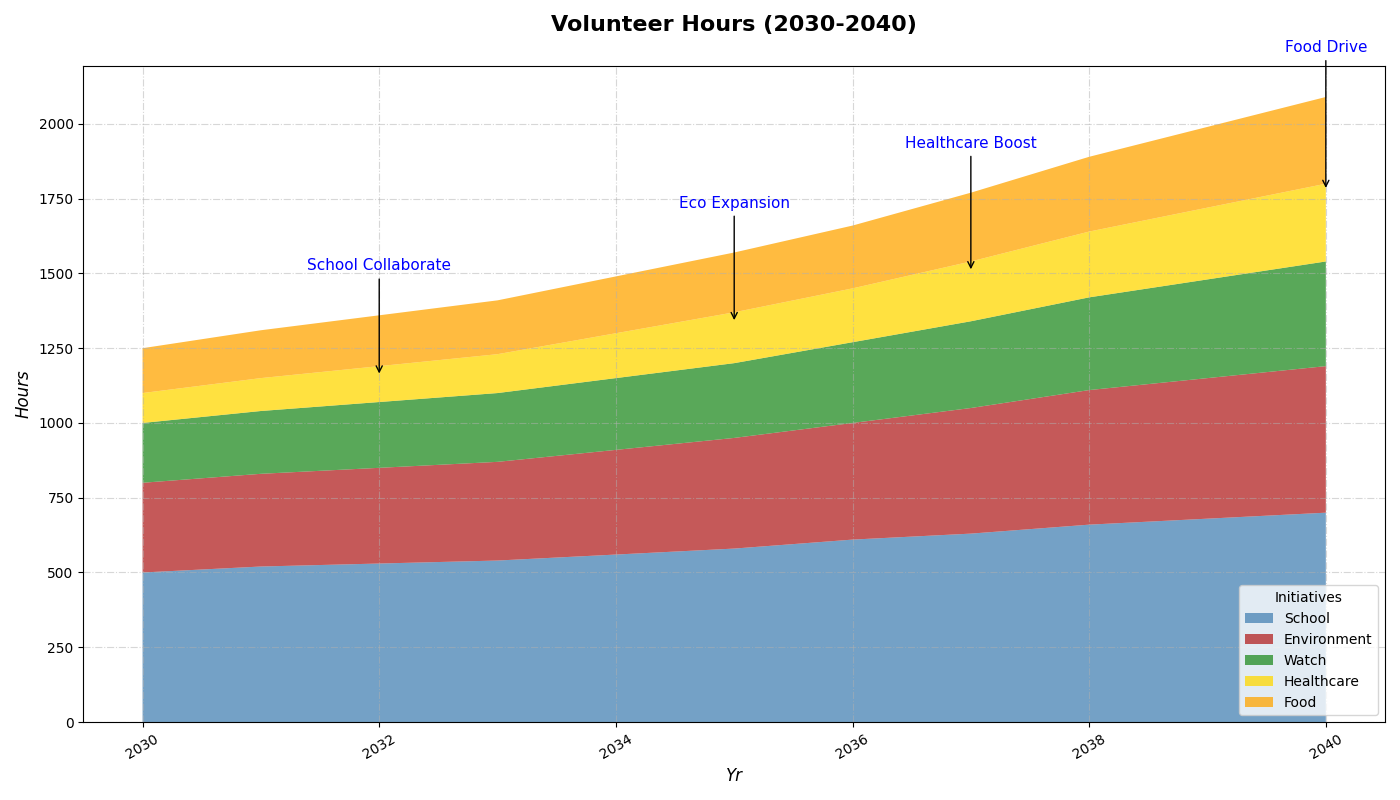 Volunteer Hours (2030-2040)
Food Drive
Healthcare Boost
Eco Expansion
School Collaborate
Hours
2000
1750
1500
1250
1000
750
500
250
0
2030
2032
2034
2036
2038
2040
Yr
Initiatives
School
Environment
Watch
Healthcare
Food